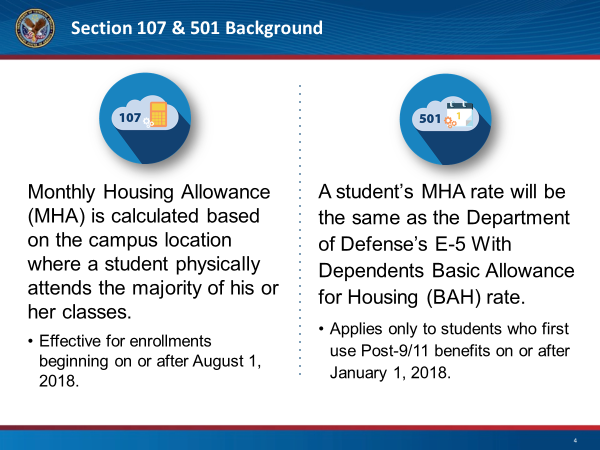 Section 107 & 501 Background
107
Monthly Housing Allowance
(MHA) is calculated based
on the campus location
where a student physically
attends the majority of his or
her classes.
• Effective for enrollments
beginning on or after August 1,
2018.
501
1
A student’s MHA rate will be
the same as the Department
of Defense’s E-5 With
Dependents Basic Allowance
for Housing (BAH) rate.
• Applies only to students who first
use Post-9/11 benefits on or after
January 1, 2018.
4